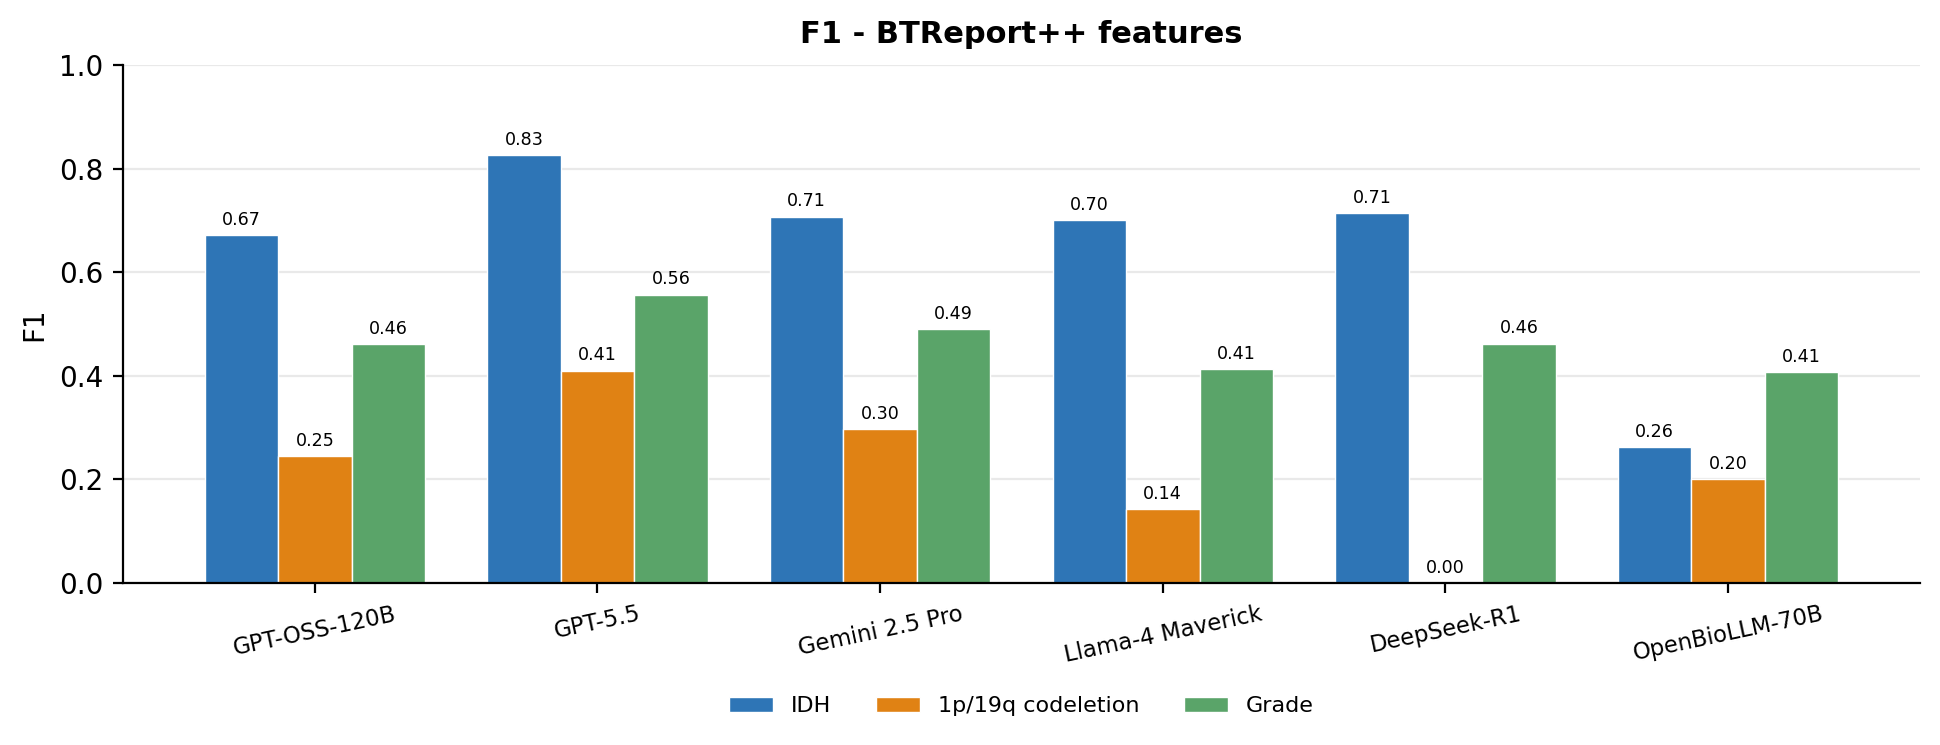 F1 - BTReport++ features
1.0
0.8
0.6
0.4
0.2
0.0
F1
0.67
0.25
0.46
0.83
0.41
0.56
0.71
0.30
0.49
0.70
0.14
0.41
0.71
0.00
0.46
0.26
0.20
0.41
GPT-OSS-120B
GPT-5.5
Gemini 2.5 Pro
Llama-4 Maverick
DeepSeek-R1
OpenBioLLM-70B
IDH
1p/19q codeletion
Grade